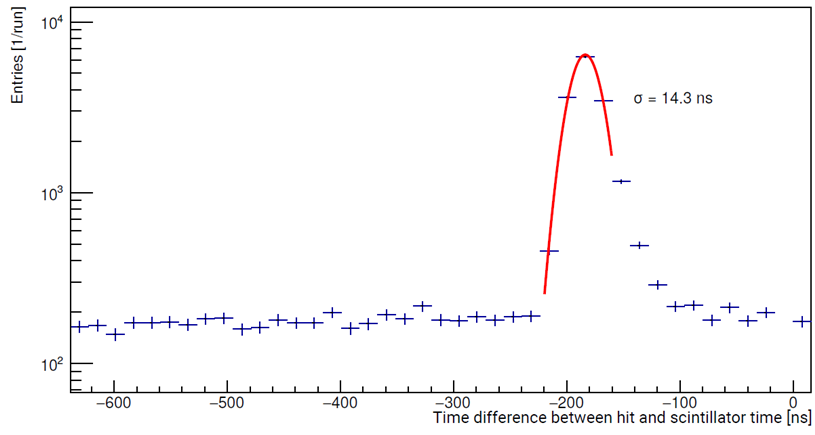 Entries [1/run]
10⁴
10³
10²
σ = 14.3 ns
−600 −500 −400 −300 −200 −100 0
Time difference between hit and scintillator time [ns]